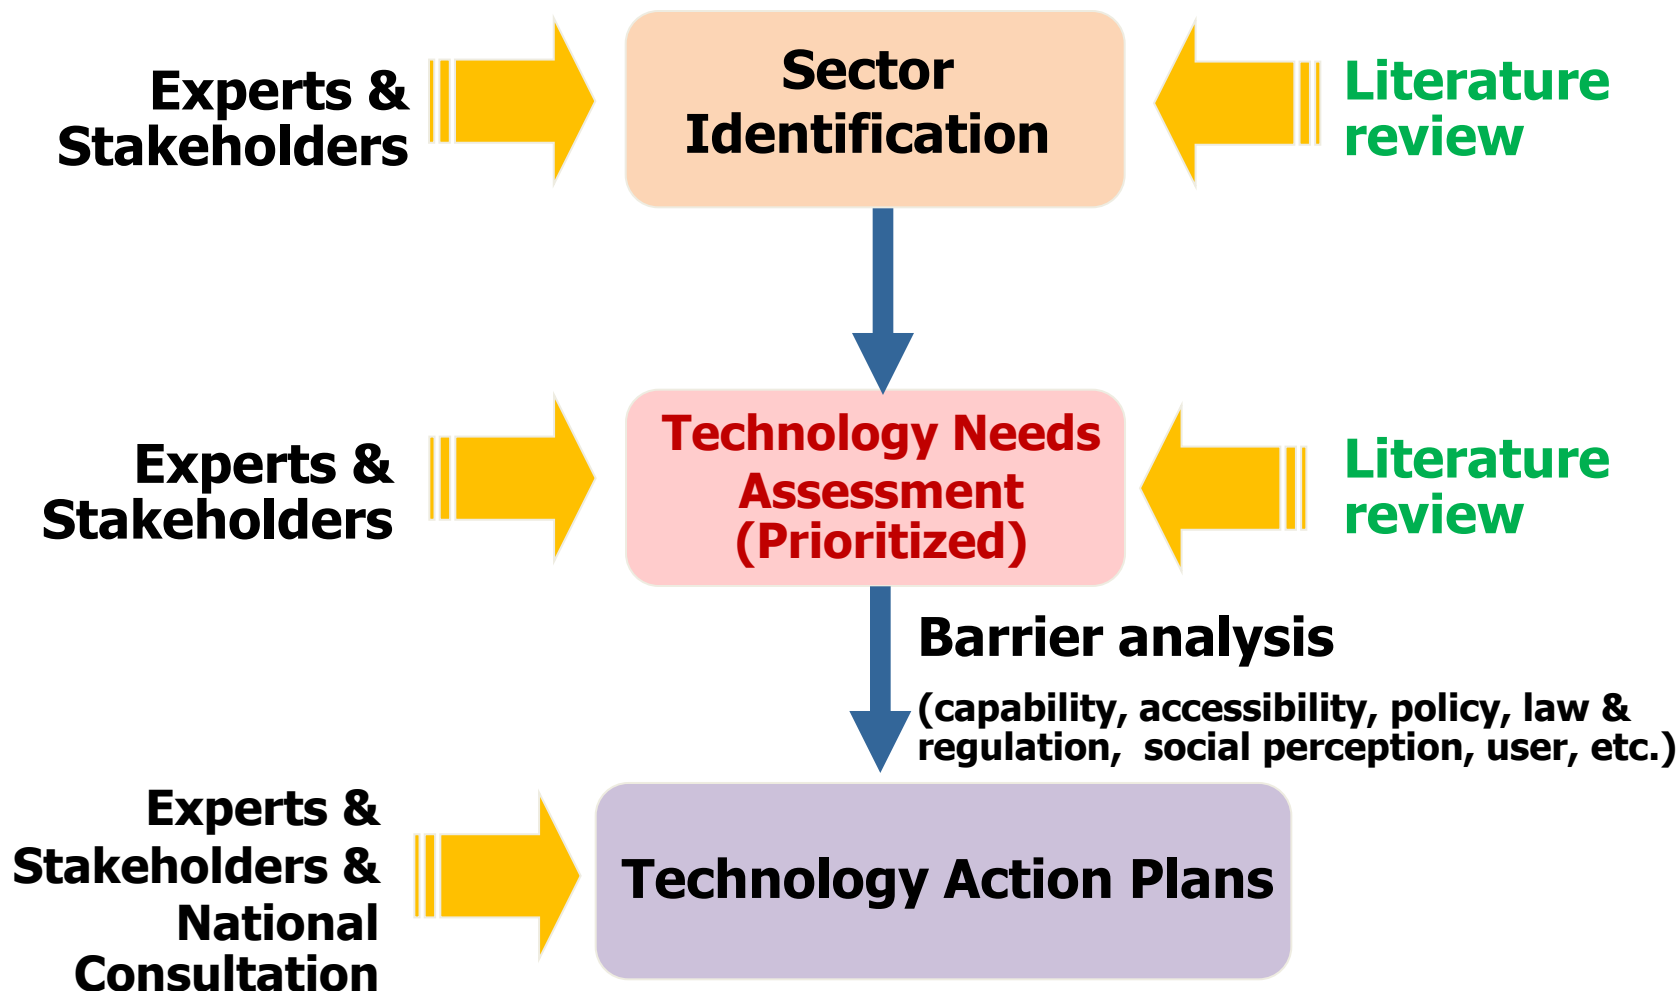 Experts &
Stakeholders
Sector
Identification
Literature
review
Experts &
Stakeholders
Technology Needs
Assessment
(Prioritized)
Literature
review
Barrier analysis
(capability, accessibility, policy, law &
regulation, social perception, user, etc.)
Experts &
Stakeholders &
National
Consultation
Technology Action Plans